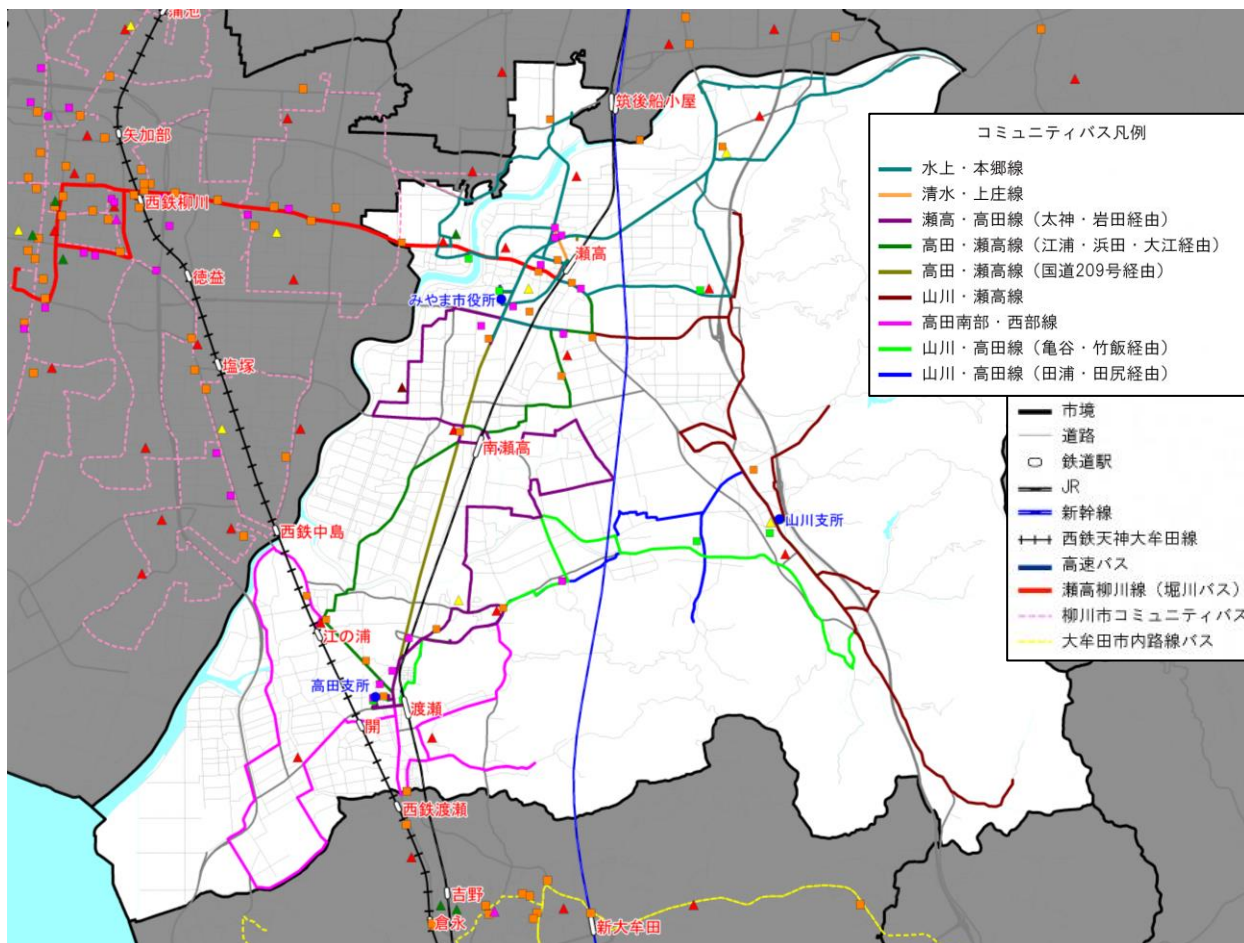 蒲池
筑後船小屋
矢加部
西鉄柳川
徳益
瀬高
みやま市役所
塩塚
南瀬高
西鉄中島
山川支所
江の浦
高田支所
渡瀬
開
西鉄渡瀬
吉野
倉永
新大牟田
コミュニティバス凡例
水上・本郷線
清水・上庄線
瀬高・高田線（太神・岩田経由）
高田・瀬高線（江浦・浜田・大江経由）
高田・瀬高線（国道209号経由）
山川・瀬高線
高田南部・西部線
山川・高田線（亀谷・竹飯経由）
山川・高田線（田浦・田尻経由）
市境
道路
鉄道駅
JR
新幹線
西鉄天神大牟田線
高速バス
瀬高柳川線（堀川バス）
柳川市コミュニティバス
大牟田市内路線バス